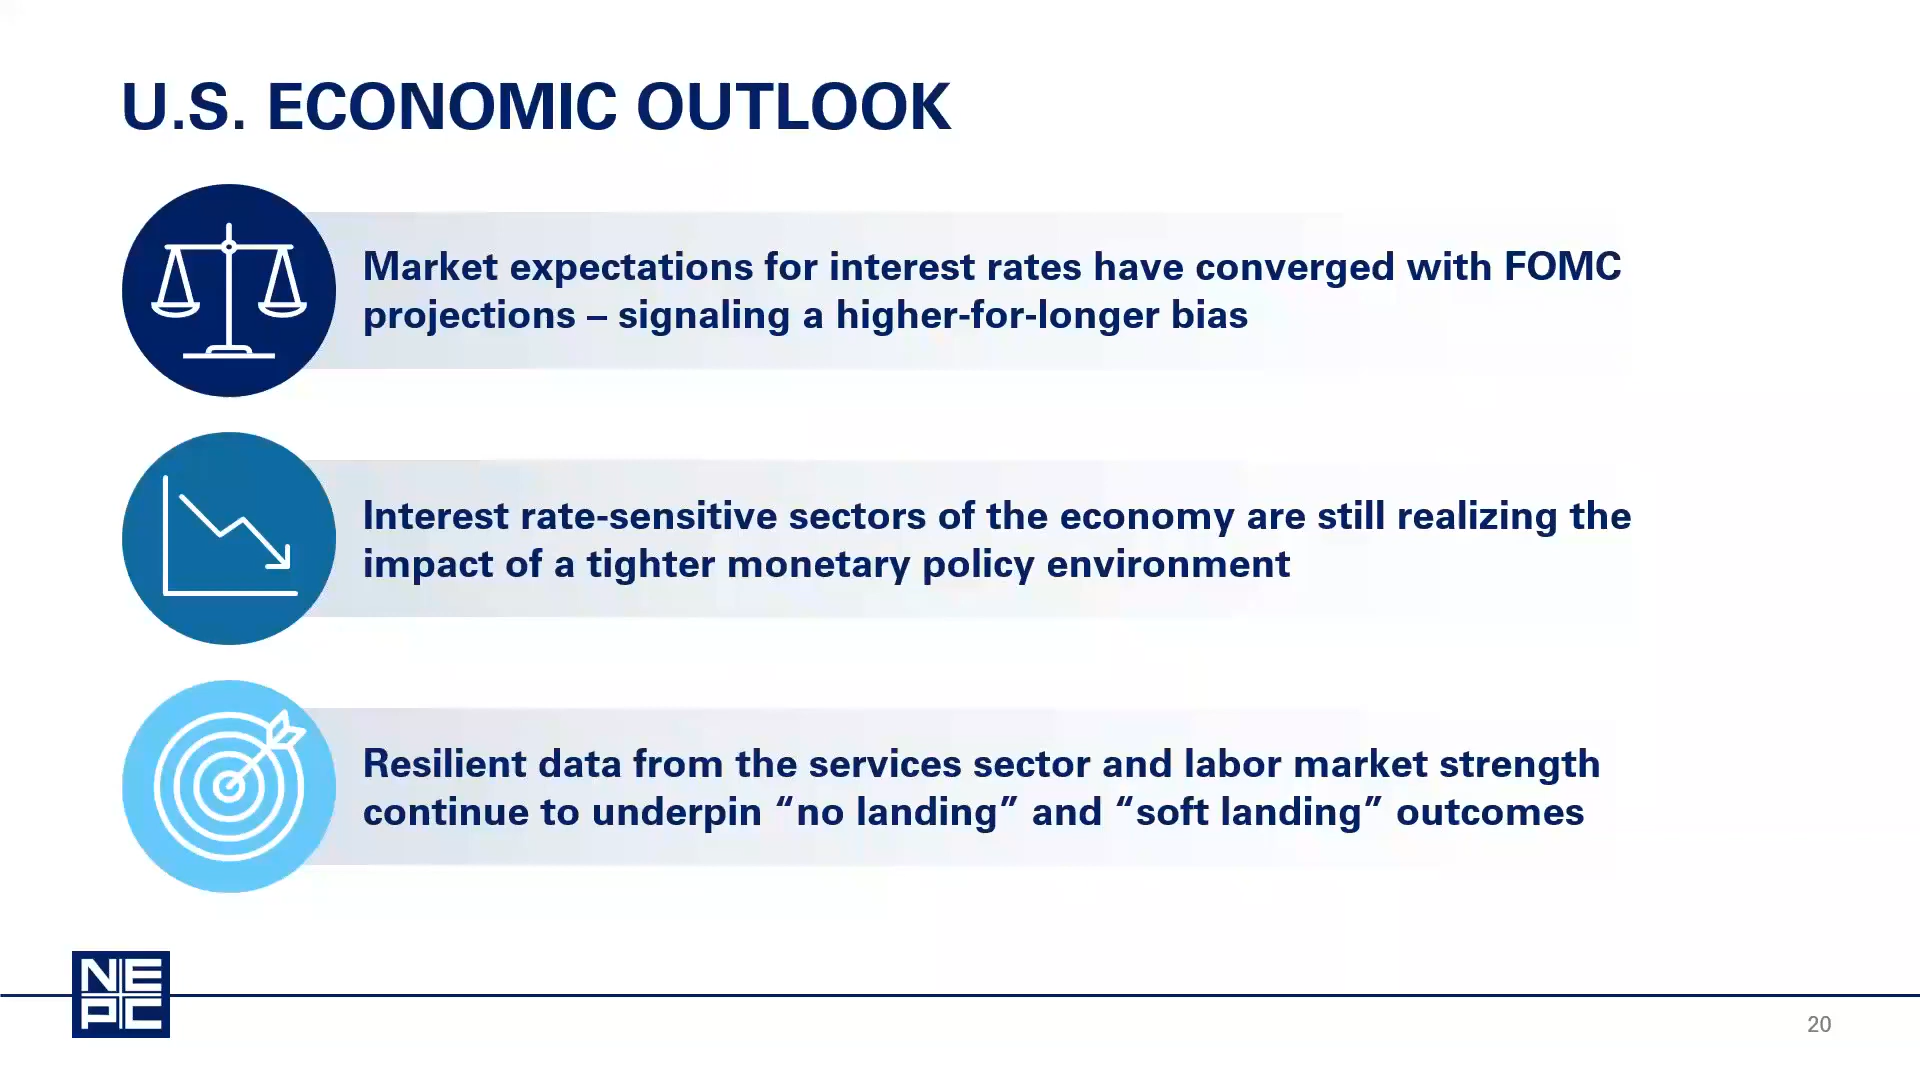 U.S. ECONOMIC OUTLOOK
Market expectations for interest rates have converged with FOMC
projections – signaling a higher-for-longer bias
Interest rate-sensitive sectors of the economy are still realizing the
impact of a tighter monetary policy environment
Resilient data from the services sector and labor market strength
continue to underpin “no landing” and “soft landing” outcomes
NE
PC
20